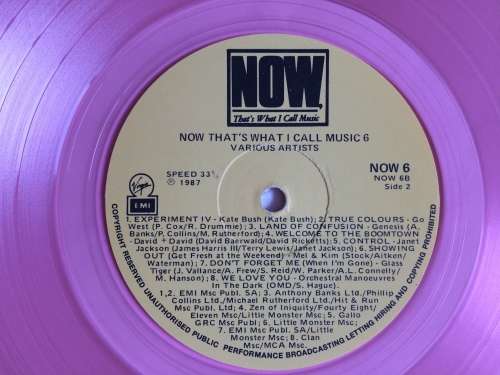 NOW,
That's What I Call Music
NOW THAT'S WHAT I CALL MUSIC 6
VARIOUS ARTISTS
SPEED 33⅓
℗ 1987
NOW 6
NOW 6B
Side 2
Virgin
EMI
1. EXPERIMENT IV - Kate Bush (Kate Bush); 2. TRUE COLOURS - Go
West (P. Cox/R. Drummie); 3. LAND OF CONFUSION - Genesis (A.
Banks/P. Collins/M. Rutherford); 4. WELCOME TO THE BOOMTOWN
- David + David (David Baerwald/David Ricketts); 5. CONTROL - Janet
Jackson (James Harris III/Terry Lewis/Janet Jackson); 6. SHOWING
OUT (Get Fresh at the Weekend) - Mel & Kim (Stock/Aitken/
Waterman); 7. DON'T FORGET ME (When I'm Gone) - Glass
Tiger (J. Vallance/A. Frew/S. Reid/W. Parker/A.L. Connelly/
M. Hanson); 8. WE LOVE YOU - Orchestral Manoeuvres
In The Dark (OMD/S. Hague).
1,2. EMI Msc Publ. SA; 3. Anthony Banks Ltd/Phillip
Collins Ltd/Michael Rutherford Ltd/Hit & Run
Msc Publ Ltd; 4. Zen of Iniquity/Fourty Eight/
Eleven Msc/Little Monster Msc; 5. Gallo
GRC Msc Publ; 6. Little Monster Msc;
7. EMI Msc Publ SA/Little Monster
Msc; 8. Clan
Msc/MCA Msc.
COPYRIGHT RESERVED UNAUTHORISED PUBLIC PERFORMANCE BROADCASTING LETTING HIRING AND COPYING PROHIBITED